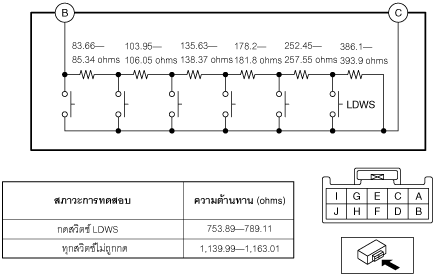 B
C
83.66—
85.34 ohms
103.95—
106.05 ohms
135.63—
138.37 ohms
178.2—
181.8 ohms
252.45—
257.55 ohms
386.1—
393.9 ohms
LDWS
สภาวะการทดสอบ ความต้านทาน (ohms)
กดสวิตช์ LDWS 753.89—789.11
ทุกสวิตช์ไม่ถูกกด 1,139.99—1,163.01
I G E C A
J H F D B